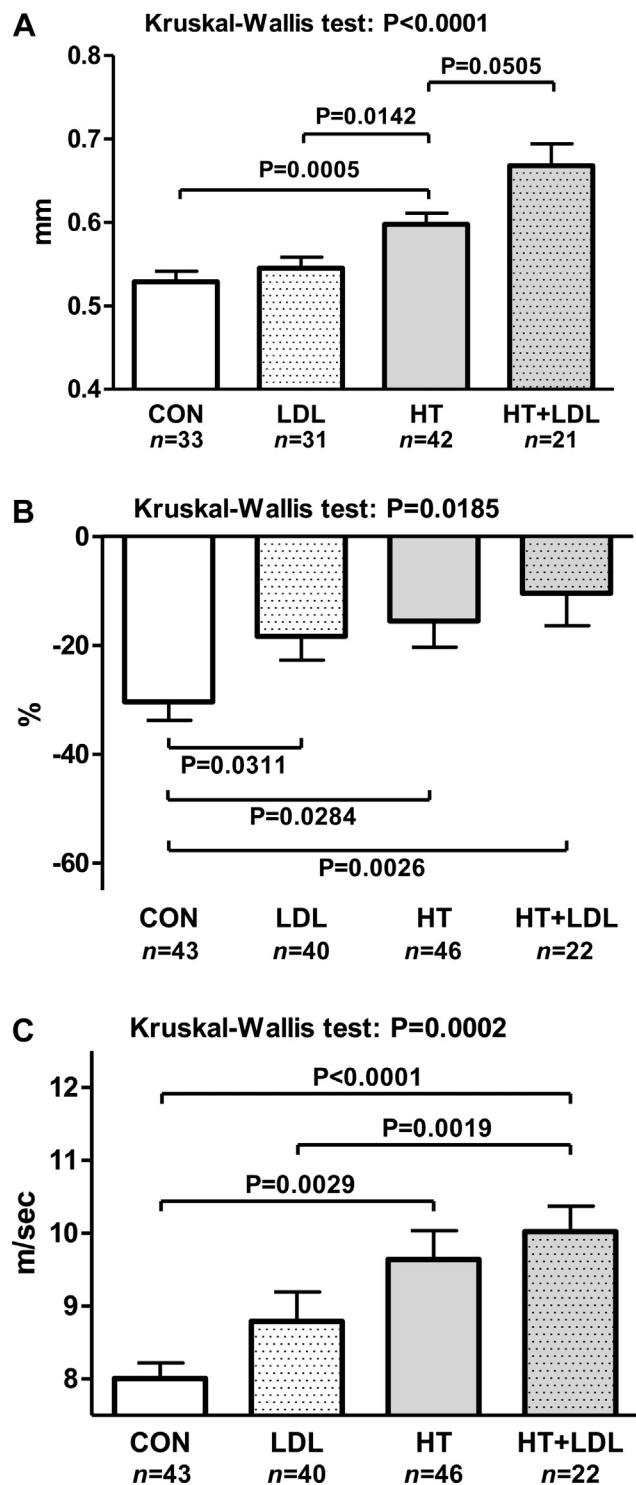 A
Kruskal-Wallis test: P<0.0001
0.8
P=0.0505
0.7
P=0.0142
P=0.0005
mm
0.6
0.5
0.4
CON LDL HT HT+LDL
n=33 n=31 n=42 n=21
B
Kruskal-Wallis test: P=0.0185
0
-20
%
-40
P=0.0311
P=0.0284
-60
P=0.0026
CON LDL HT HT+LDL
n=43 n=40 n=46 n=22
C
Kruskal-Wallis test: P=0.0002
12
P<0.0001
11
P=0.0019
P=0.0029
10
m/sec
9
8
CON LDL HT HT+LDL
n=43 n=40 n=46 n=22